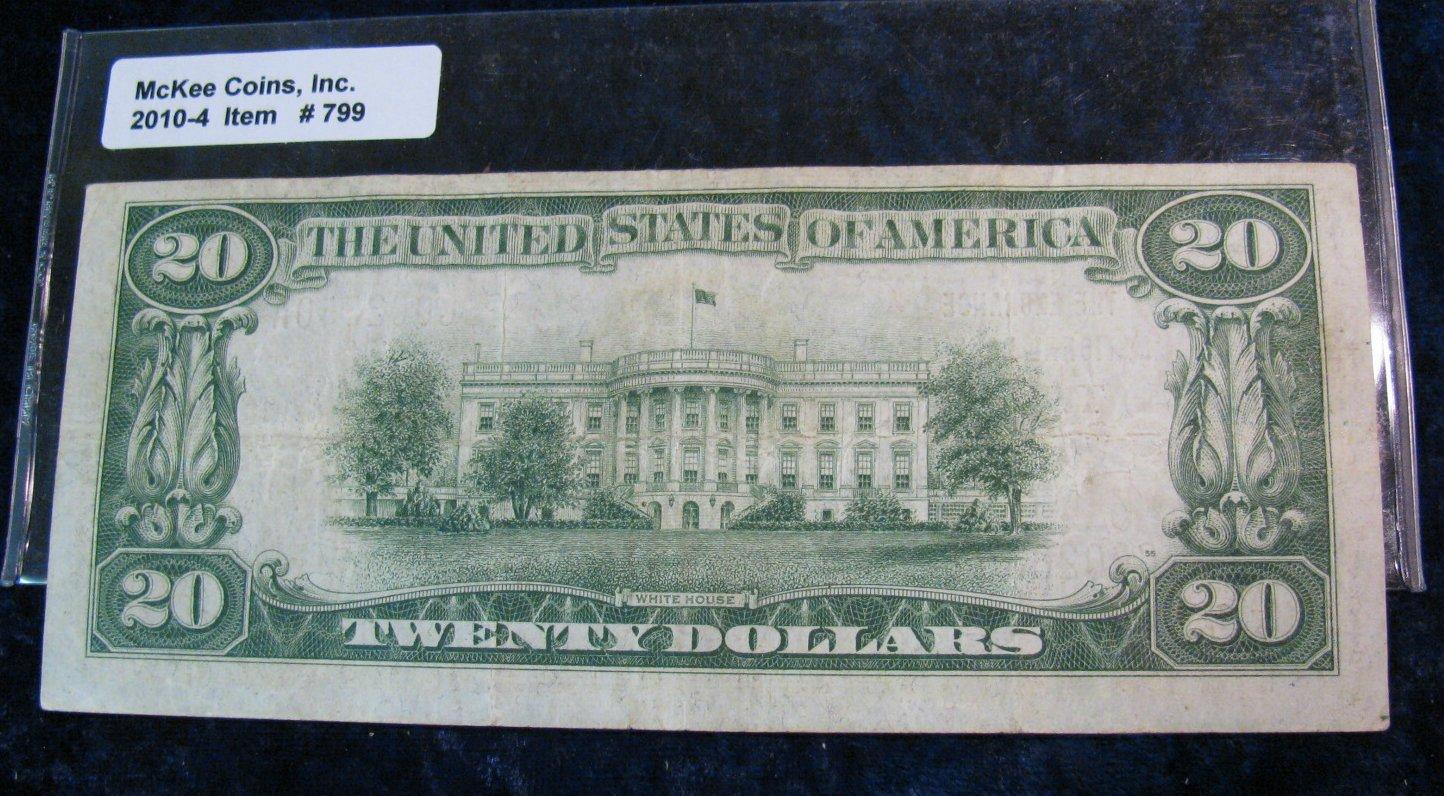 McKee Coins, Inc.
2010-4 Item # 799
20 THE UNITED STATES OF AMERICA 20
WHITE HOUSE
20 TWENTY DOLLARS 20